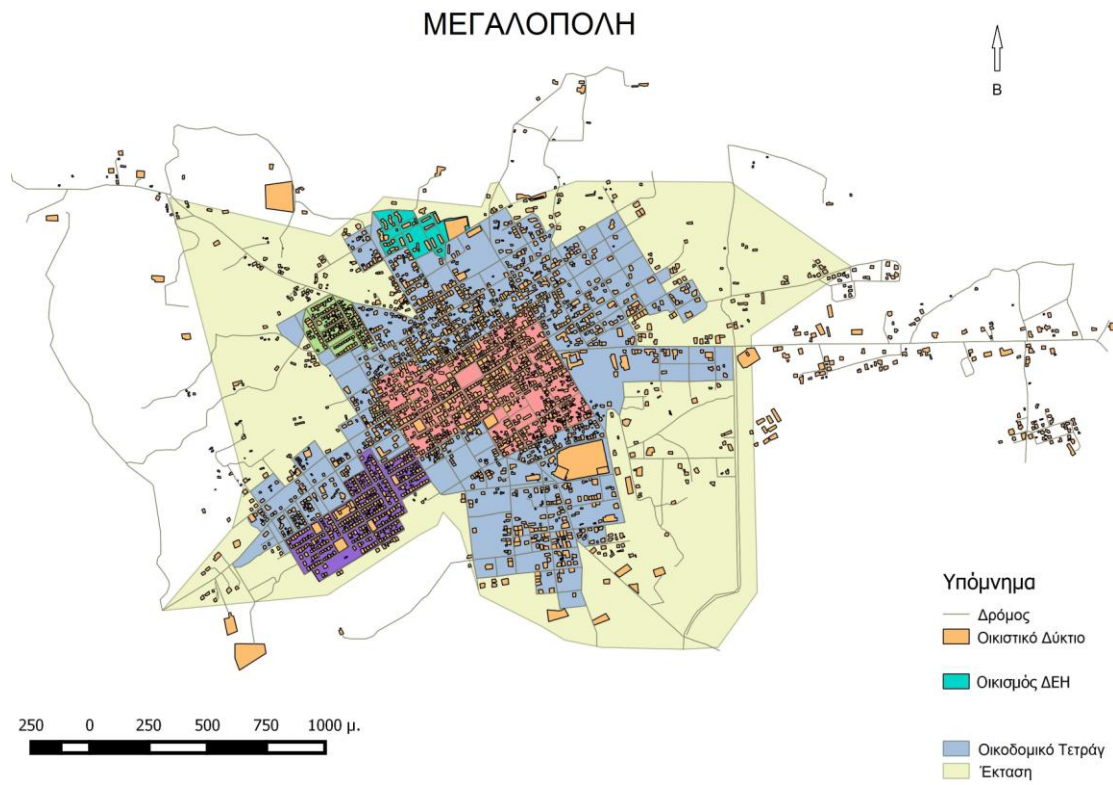 ΜΕΓΑΛΟΠΟΛΗ
Β
Υπόμνημα
Δρόμος
Οικιστικό Δύκτιο
Οικισμός ΔΕΗ
Οικοδομικό Τετράγ
Έκταση
250 0 250 500 750 1000 μ.